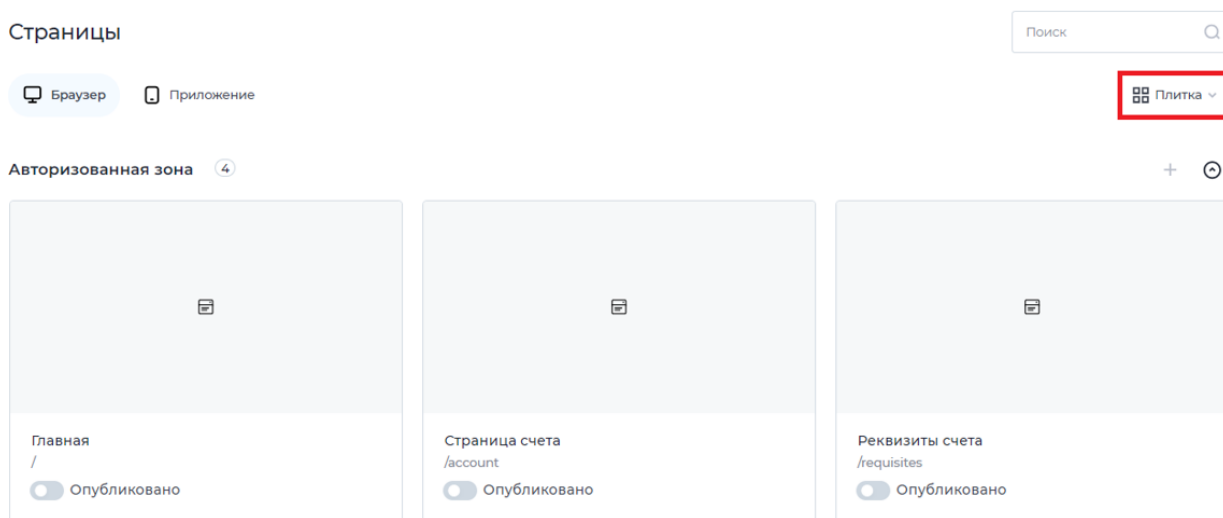 Страницы
Поиск
Браузер Приложение
Плитка
Авторизованная зона 4
Главная
/
Опубликовано
Страница счета
/account
Опубликовано
Реквизиты счета
/requisites
Опубликовано